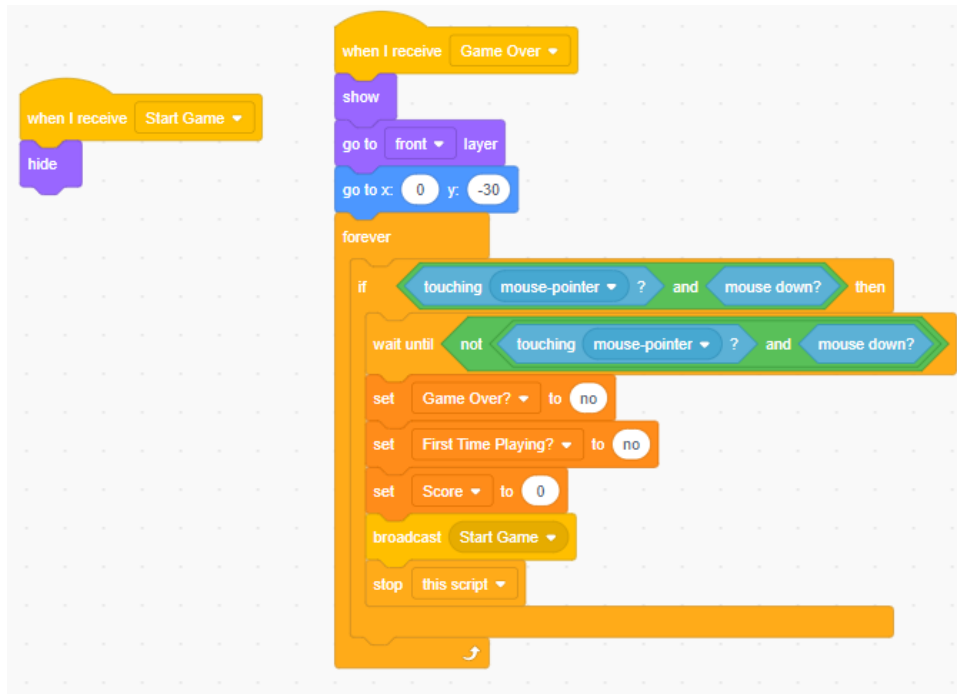 when I receive Start Game
hide
when I receive Game Over
show
go to front layer
go to x: 0 y: -30
forever
if touching mouse-pointer ? and mouse down? then
wait until not touching mouse-pointer ? and mouse down?
set Game Over? to no
set First Time Playing? to no
set Score to 0
broadcast Start Game
stop this script